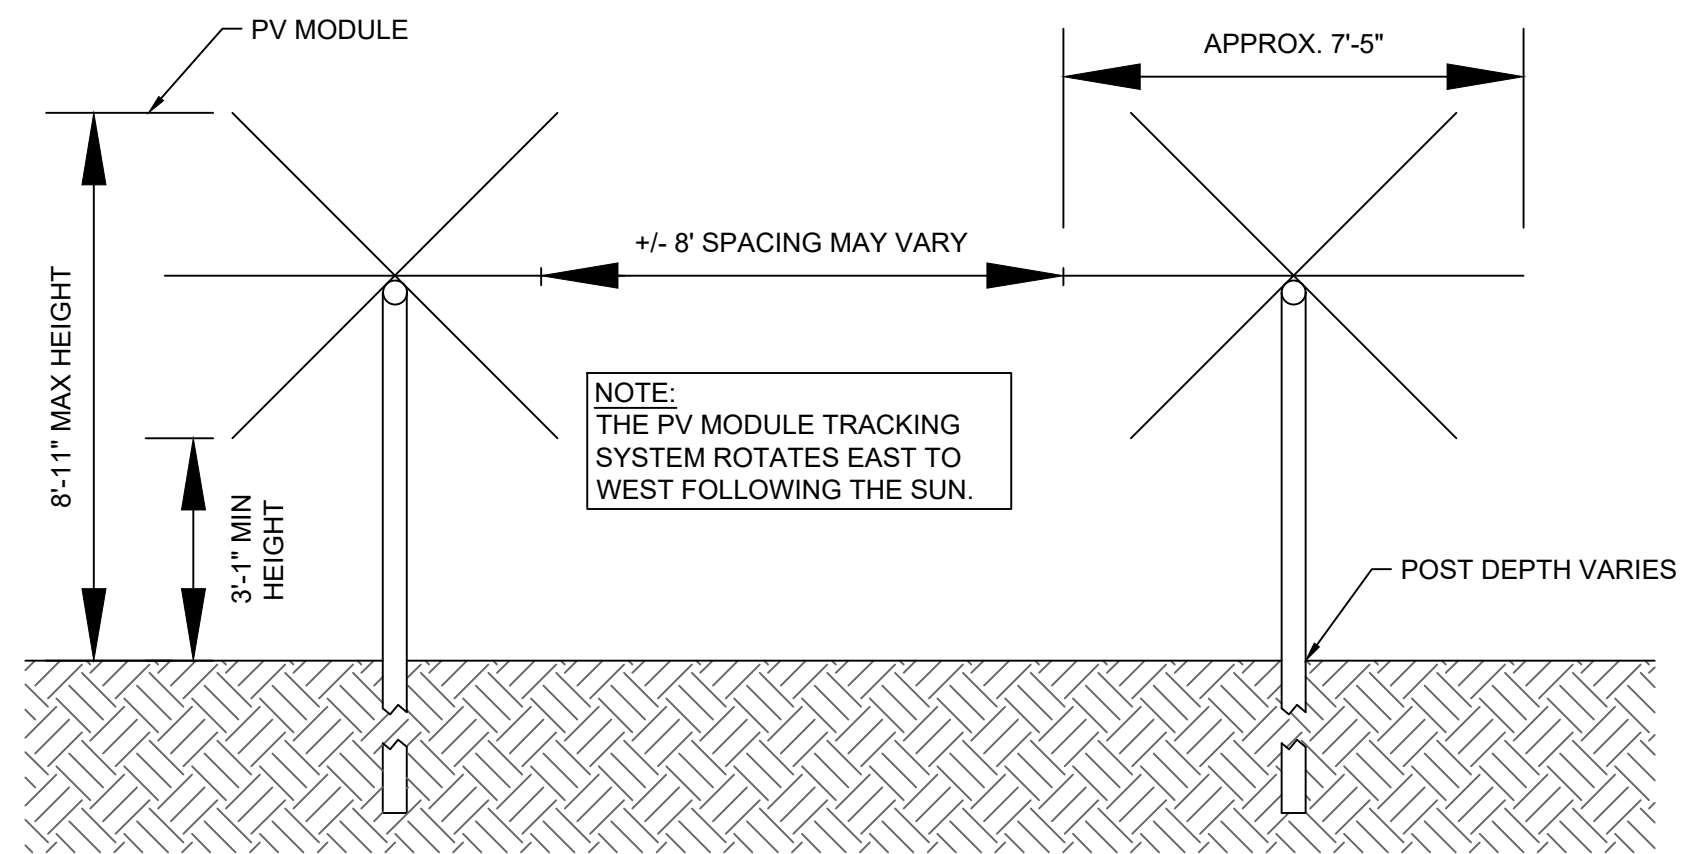 PV MODULE
APPROX. 7'-5"
+/- 8' SPACING MAY VARY
8'-11" MAX HEIGHT
3'-1" MIN
HEIGHT
NOTE:
THE PV MODULE TRACKING
SYSTEM ROTATES EAST TO
WEST FOLLOWING THE SUN.
POST DEPTH VARIES